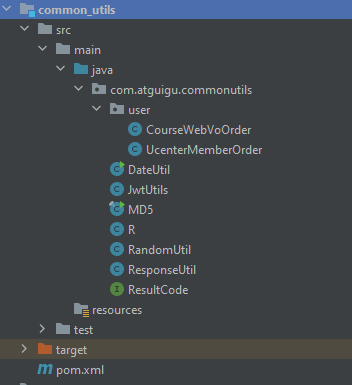 common_utils
src
main
java
com.atguigu.commonutils
user
CourseWebVoOrder
UcenterMemberOrder
DateUtil
JwtUtils
MD5
R
RandomUtil
ResponseUtil
ResultCode
resources
test
target
pom.xml